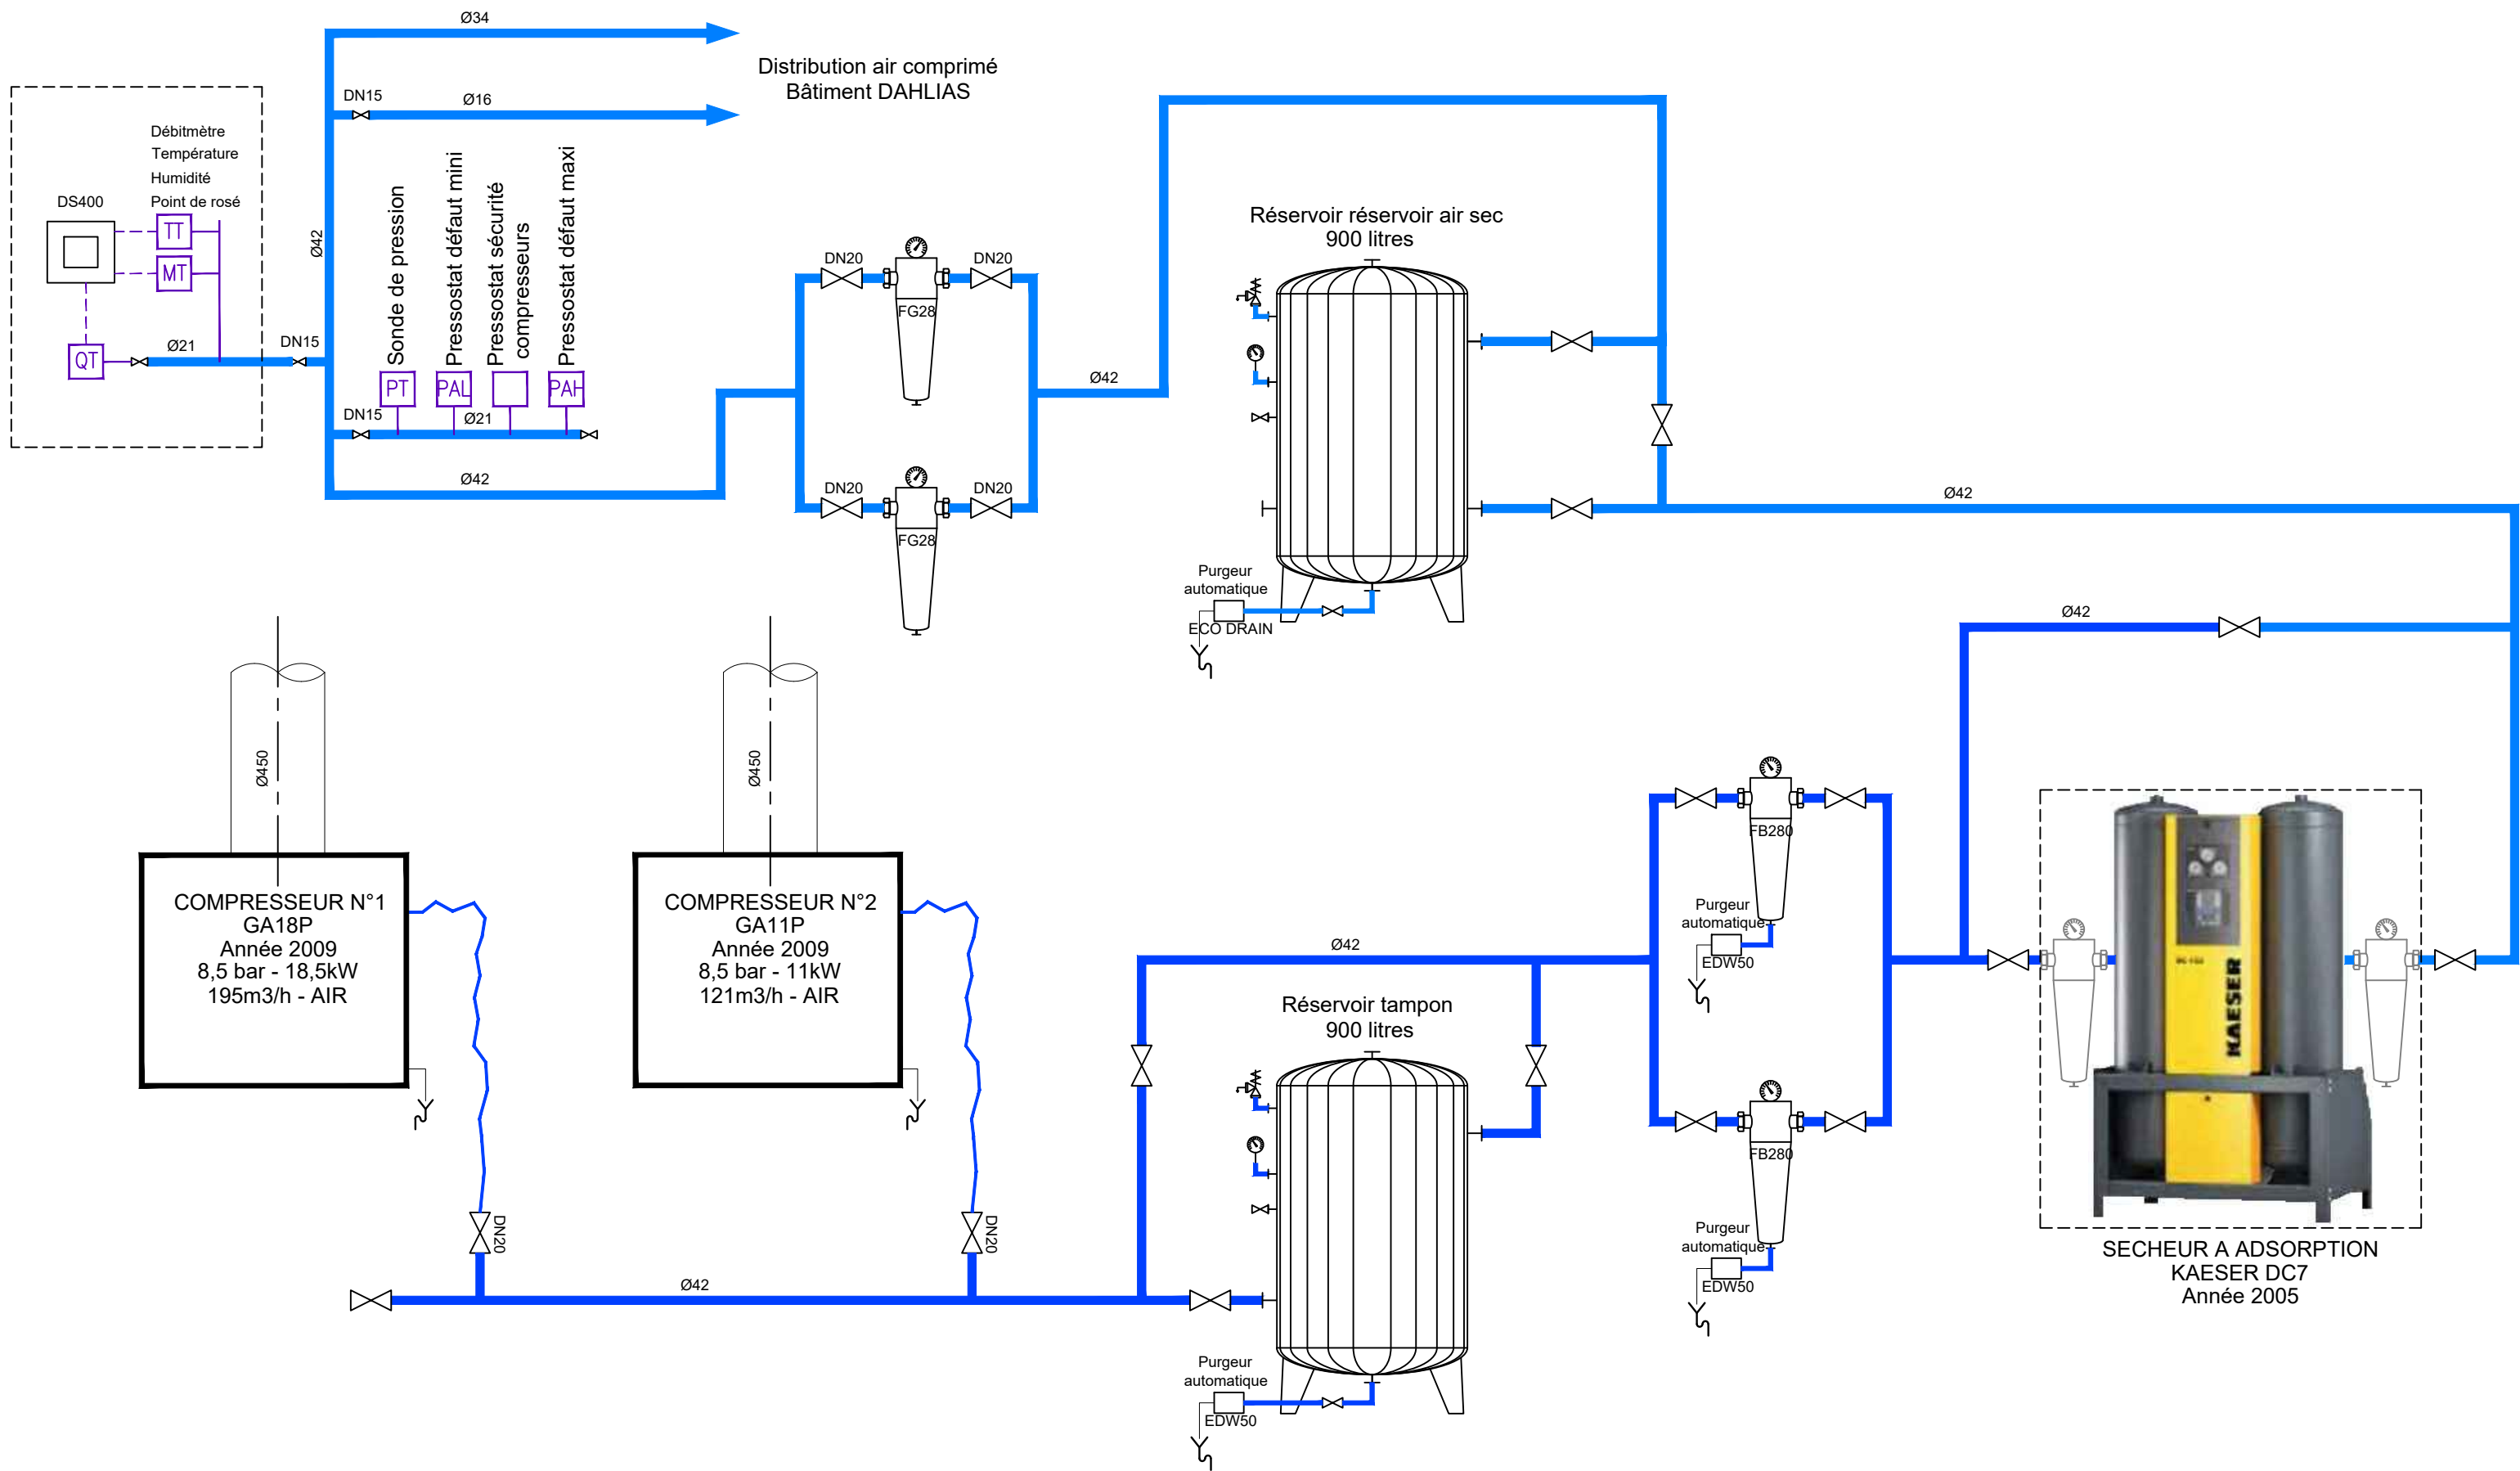 Ø34
Distribution air comprimé
Bâtiment DAHLIAS
DN15
Ø16
Débitmètre
Température
Humidité
Point de rosé
DS400
TT
MT
QT
Ø21
DN15
Ø42
Sonde de pression
Pressostat défaut mini
Pressostat sécurité
compresseurs
Pressostat défaut maxi
PT
PAL
PAH
DN15
Ø21
Ø42
DN20
DN20
FG28
DN20
DN20
FG28
Ø42
Réservoir réservoir air sec
900 litres
Purgeur
automatique
ECO DRAIN
Ø42
Ø42
Ø450
Ø450
COMPRESSEUR N°1
GA18P
Année 2009
8,5 bar - 18,5kW
195m3/h - AIR
COMPRESSEUR N°2
GA11P
Année 2009
8,5 bar - 11kW
121m3/h - AIR
DN20
DN20
Ø42
Ø42
Réservoir tampon
900 litres
Purgeur
automatique
EDW50
FB280
Purgeur
automatique
EDW50
FB280
Purgeur
automatique
EDW50
KAESER
SECHEUR A ADSORPTION
KAESER DC7
Année 2005